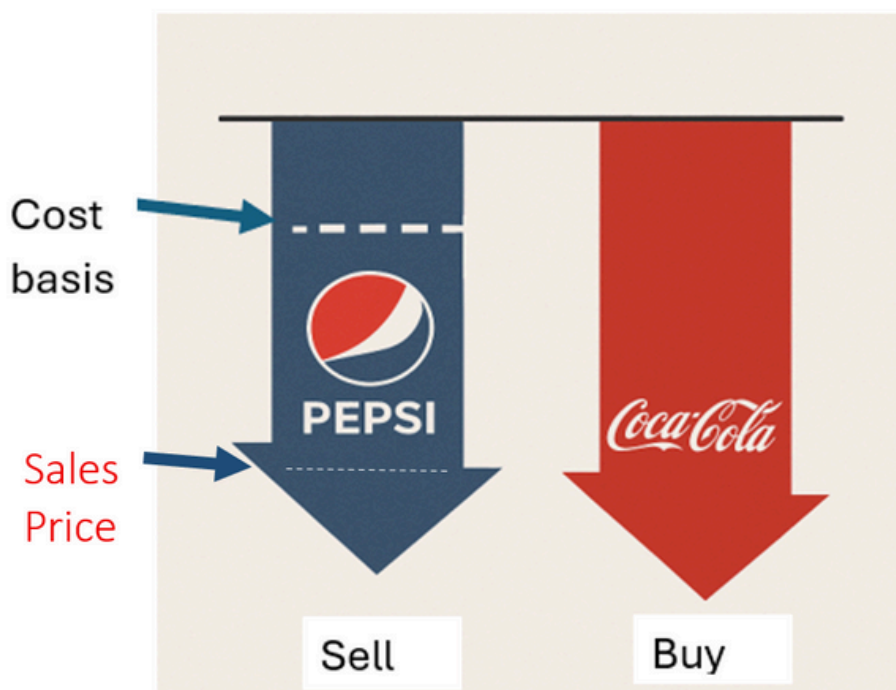 Cost
basis
PEPSI
Coca-Cola
Sales
Price
Sell
Buy